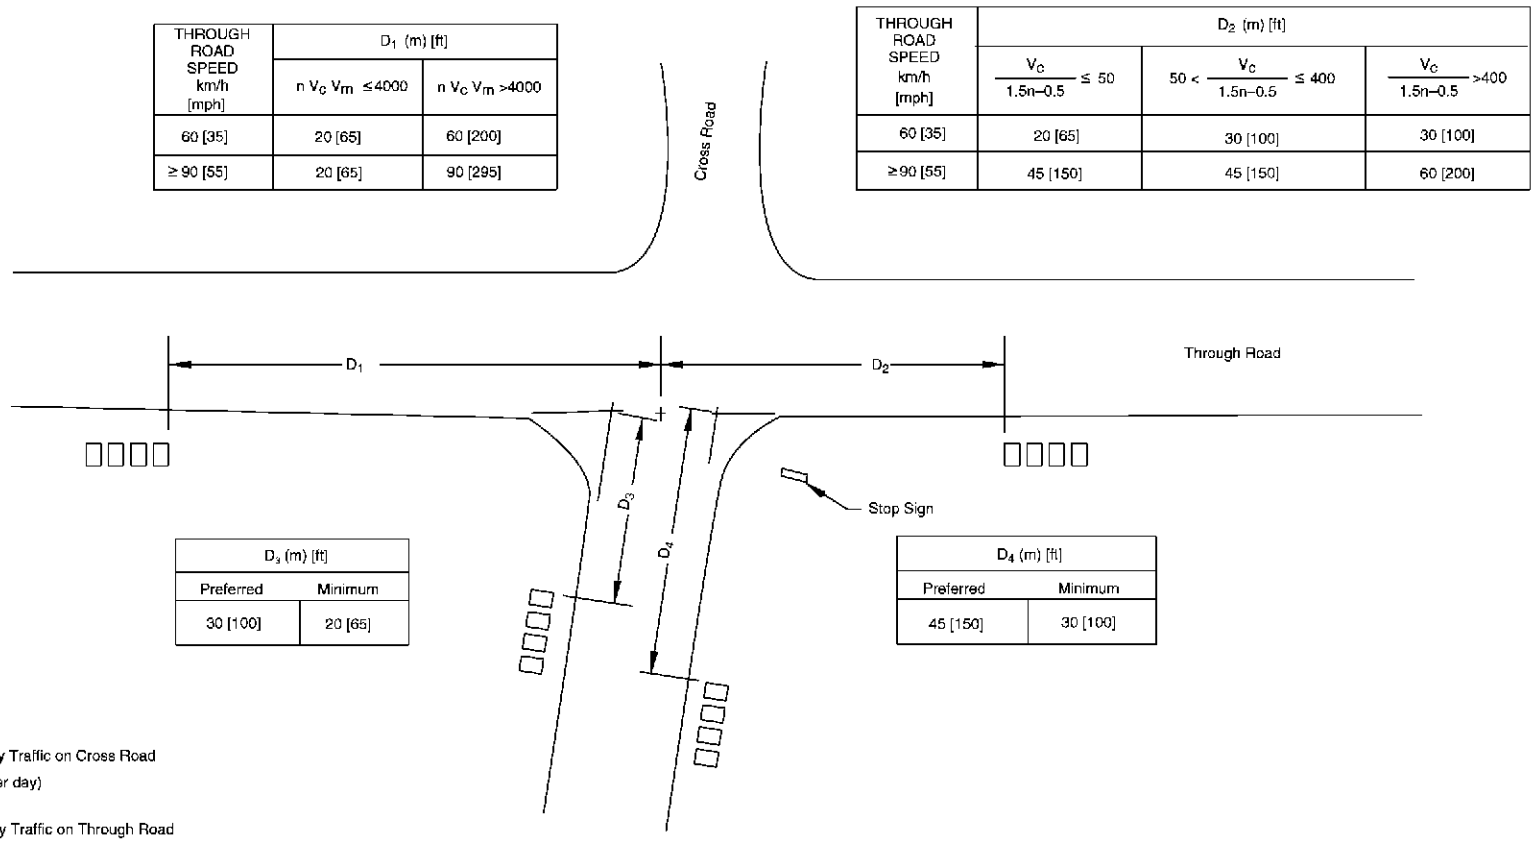 THROUGH
ROAD
SPEED
km/h
[mph]
D1 (m) [ft]
n Vc Vm ≤4000
n Vc Vm >4000
60 [35]
20 [65]
60 [200]
≥ 90 [55]
20 [65]
90 [295]
Cross Road
THROUGH
ROAD
SPEED
km/h
[mph]
D2 (m) [ft]
Vc
1.5n–0.5
≤ 50
50 < Vc
1.5n–0.5
≤ 400
Vc
1.5n–0.5
>400
60 [35]
20 [65]
30 [100]
30 [100]
≥ 90 [55]
45 [150]
45 [150]
60 [200]
D1
D2
Through Road
D3
D4
Stop Sign
D3 (m) [ft]
Preferred
Minimum
30 [100]
20 [65]
D4 (m) [ft]
Preferred
Minimum
45 [150]
30 [100]
y Traffic on Cross Road
er day)
y Traffic on Through Road